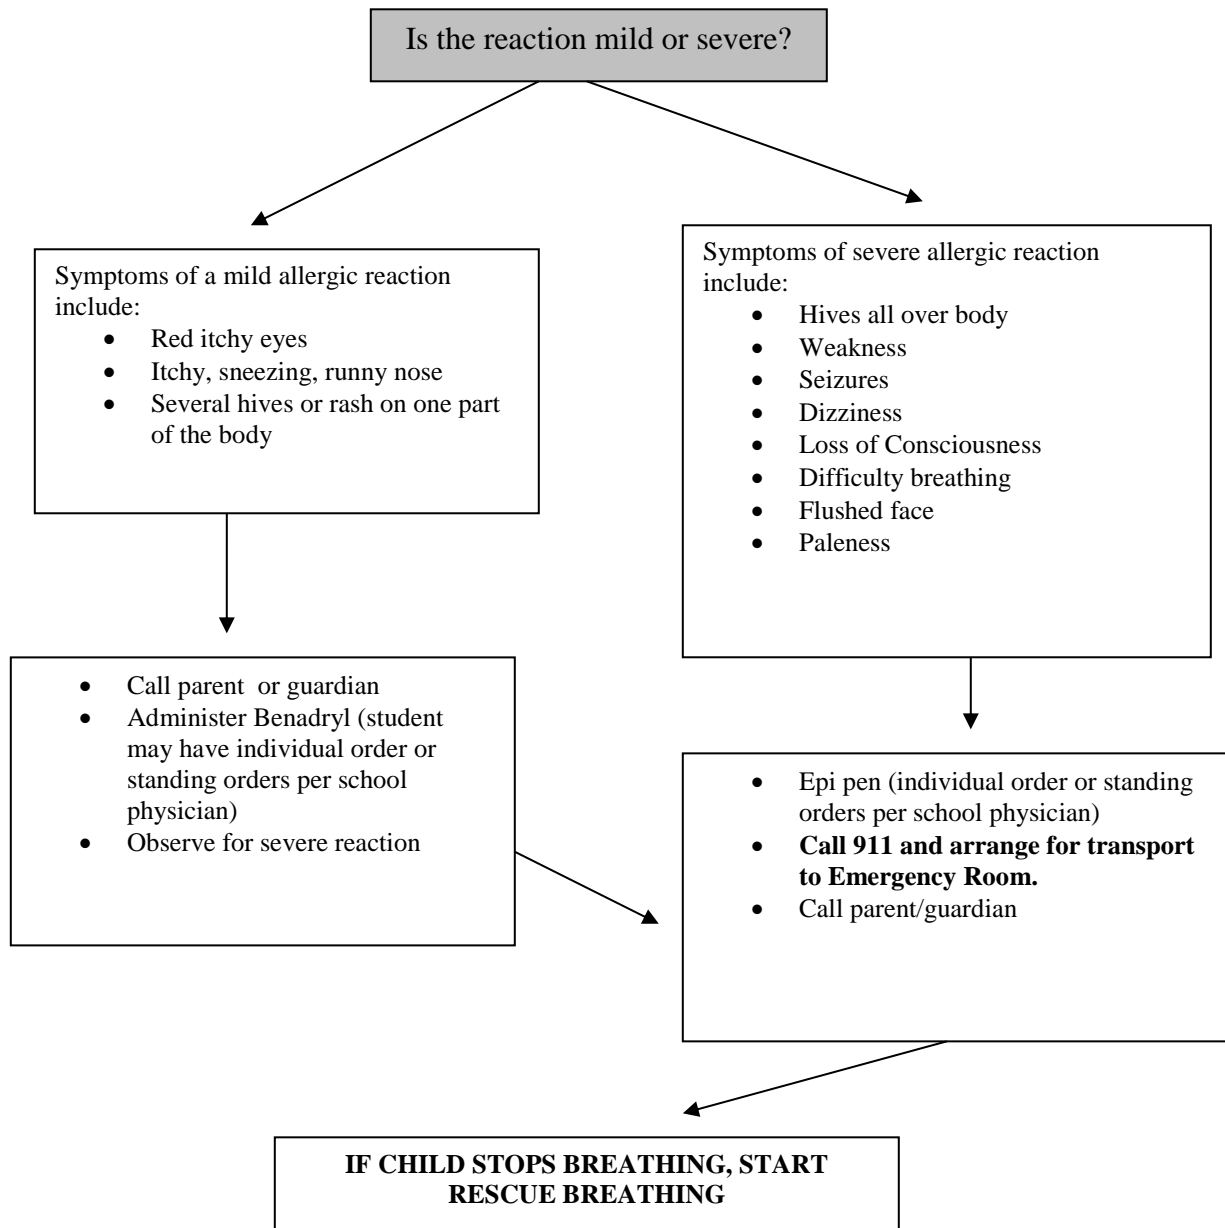 Is the reaction mild or severe?
Symptoms of a mild allergic reaction
include:
• Red itchy eyes
• Itchy, sneezing, runny nose
• Several hives or rash on one part
of the body
Symptoms of severe allergic reaction
include:
• Hives all over body
• Weakness
• Seizures
• Dizziness
• Loss of Consciousness
• Difficulty breathing
• Flushed face
• Paleness
• Call parent or guardian
• Administer Benadryl (student
may have individual order or
standing orders per school
physician)
• Observe for severe reaction
• Epi pen (individual order or standing
orders per school physician)
• Call 911 and arrange for transport
to Emergency Room.
• Call parent/guardian
IF CHILD STOPS BREATHING, START
RESCUE BREATHING